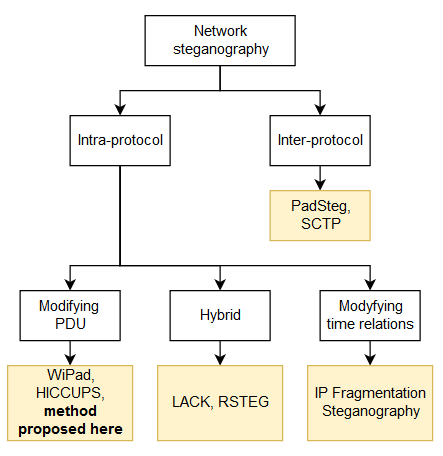 Network
steganography
Intra-protocol
Inter-protocol
PadSteg,
SCTP
Modifying
PDU
Hybrid
Modyfying
time relations
WiPad,
HICCUPS,
method
proposed here
LACK, RSTEG
IP Fragmentation
Steganography